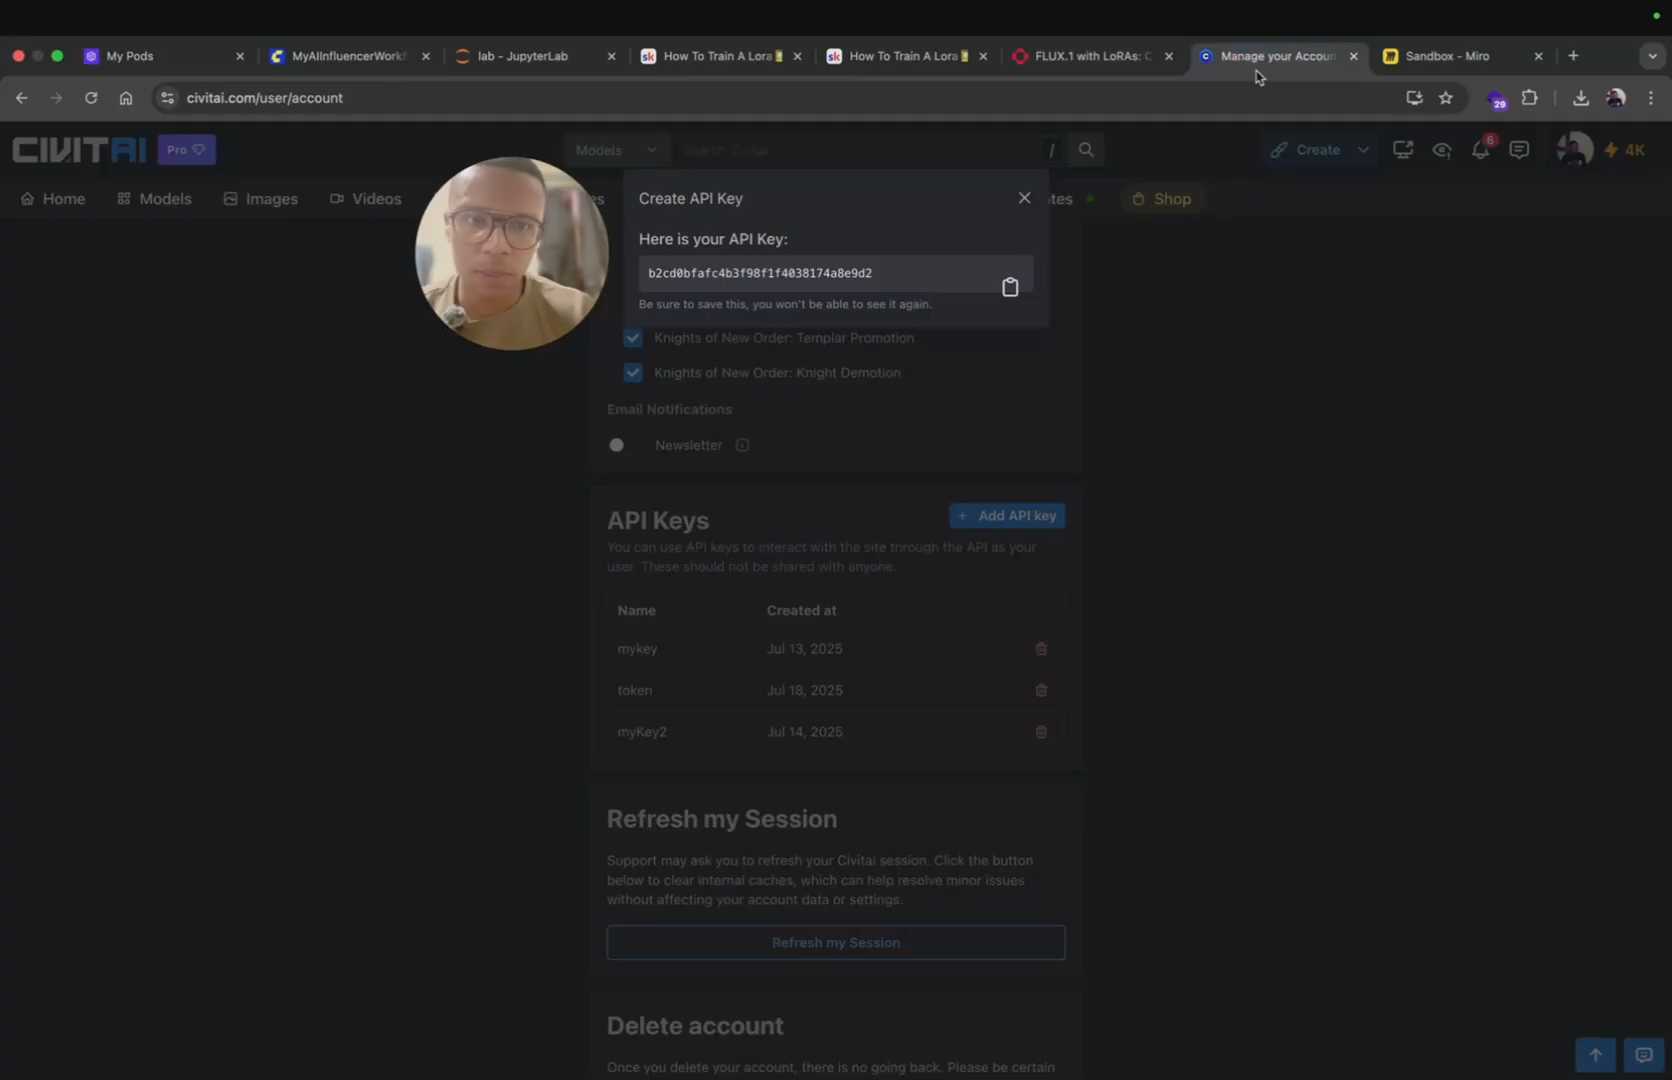 My Pods
MyAIInfluencerWorkf
lab - JupyterLab
How To Train A Lora
How To Train A Lora
FLUX.1 with LoRAs: C
Manage your Accoun
Sandbox - Miro
civitai.com/user/account
29
CIVITAI
Pro
Models
Search Civitai
/
Create
6
4K
Home
Models
Images
Videos
Shop
Create API Key
Here is your API Key:
b2cd0bfafc4b3f98f1f4038174a8e9d2
Be sure to save this, you won't be able to see it again.
Knights of New Order: Templar Promotion
Knights of New Order: Knight Demotion
Email Notifications
Newsletter
API Keys
+ Add API key
You can use API keys to interact with the site through the API as your
user. These should not be shared with anyone.
Name Created at
mykey Jul 13, 2025
token Jul 18, 2025
myKey2 Jul 14, 2025
Refresh my Session
Support may ask you to refresh your Civitai session. Click the button
below to clear internal caches, which can help resolve minor issues
without affecting your account data or settings.
Refresh my Session
Delete account
Once you delete your account, there is no going back. Please be certain